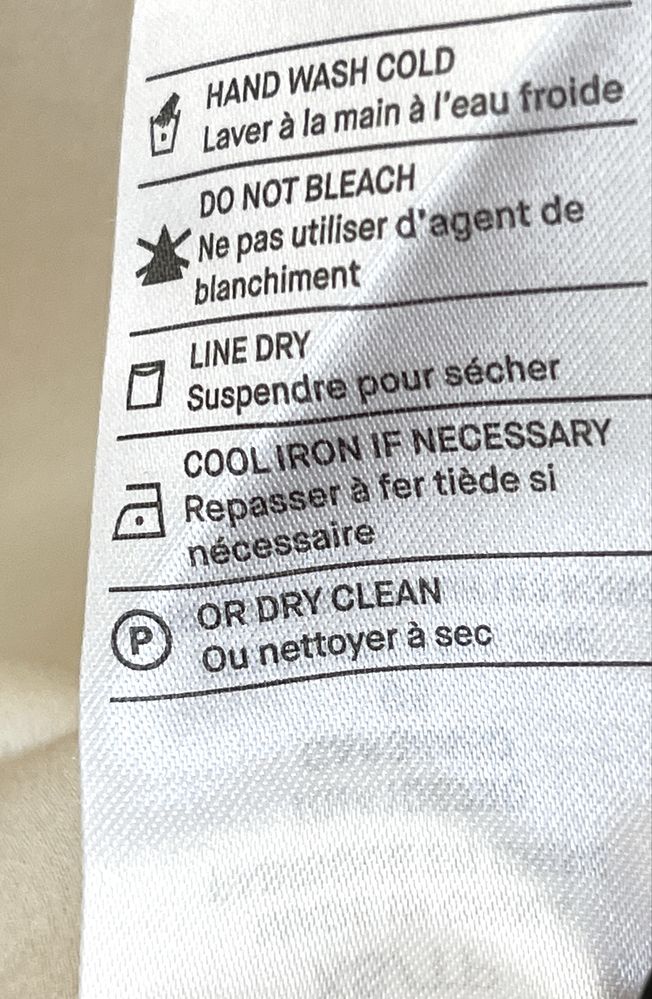 HAND WASH COLD
Laver à la main à l'eau froide
DO NOT BLEACH
Ne pas utiliser d'agent de
blanchiment
LINE DRY
Suspendre pour sécher
COOL IRON IF NECESSARY
Repasser à fer tiède si
nécessaire
P
OR DRY CLEAN
Ou nettoyer à sec